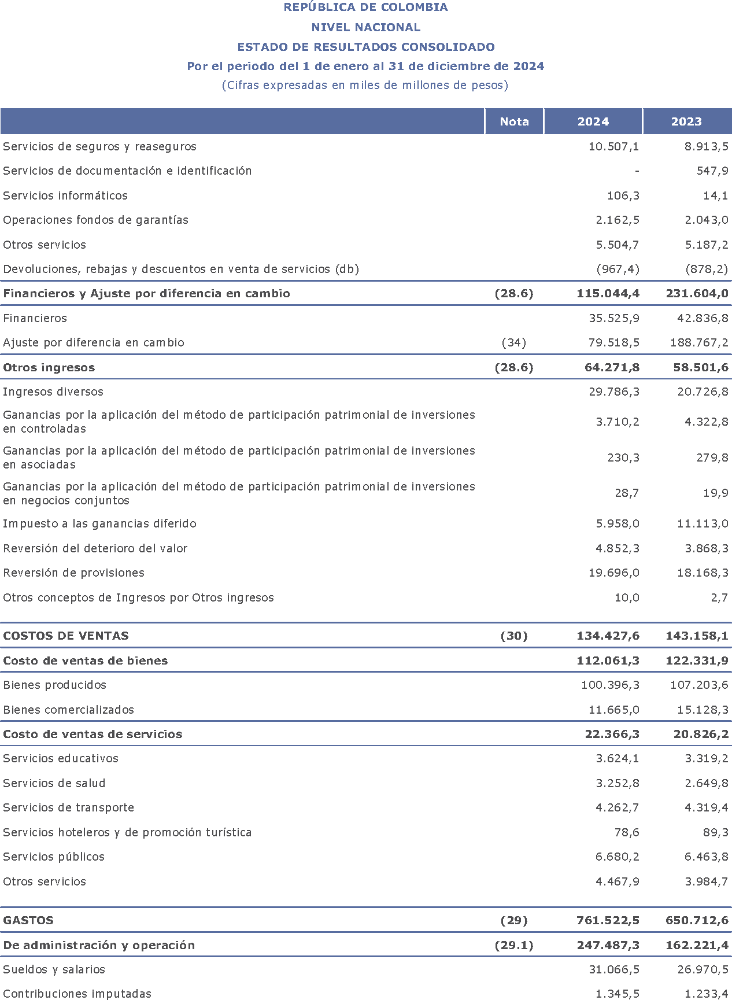 REPÚBLICA DE COLOMBIA
NIVEL NACIONAL
ESTADO DE RESULTADOS CONSOLIDADO
Por el periodo del 1 de enero al 31 de diciembre de 2024
(Cifras expresadas en miles de millones de pesos)
Nota 2024 2023
Servicios de seguros y reaseguros 10.507,1 8.913,5
Servicios de documentación e identificación - 547,9
Servicios informáticos 106,3 14,1
Operaciones fondos de garantías 2.162,5 2.043,0
Otros servicios 5.504,7 5.187,2
Devoluciones, rebajas y descuentos en venta de servicios (db) (967,4) (878,2)
Financieros y Ajuste por diferencia en cambio (28.6) 115.044,4 231.604,0
Financieros 35.525,9 42.836,8
Ajuste por diferencia en cambio (34) 79.518,5 188.767,2
Otros ingresos (28.6) 64.271,8 58.501,6
Ingresos diversos 29.786,3 20.726,8
Ganancias por la aplicación del método de participación patrimonial de inversiones
en controladas 3.710,2 4.322,8
Ganancias por la aplicación del método de participación patrimonial de inversiones
en asociadas 230,3 279,8
Ganancias por la aplicación del método de participación patrimonial de inversiones
en negocios conjuntos 28,7 19,9
Impuesto a las ganancias diferido 5.958,0 11.113,0
Reversión del deterioro del valor 4.852,3 3.868,3
Reversión de provisiones 19.696,0 18.168,3
Otros conceptos de Ingresos por Otros ingresos 10,0 2,7
COSTOS DE VENTAS (30) 134.427,6 143.158,1
Costo de ventas de bienes 112.061,3 122.331,9
Bienes producidos 100.396,3 107.203,6
Bienes comercializados 11.665,0 15.128,3
Costo de ventas de servicios 22.366,3 20.826,2
Servicios educativos 3.624,1 3.319,2
Servicios de salud 3.252,8 2.649,8
Servicios de transporte 4.262,7 4.319,4
Servicios hoteleros y de promoción turística 78,6 89,3
Servicios públicos 6.680,2 6.463,8
Otros servicios 4.467,9 3.984,7
GASTOS (29) 761.522,5 650.712,6
De administración y operación (29.1) 247.487,3 162.221,4
Sueldos y salarios 31.066,5 26.970,5
Contribuciones imputadas 1.345,5 1.233,4